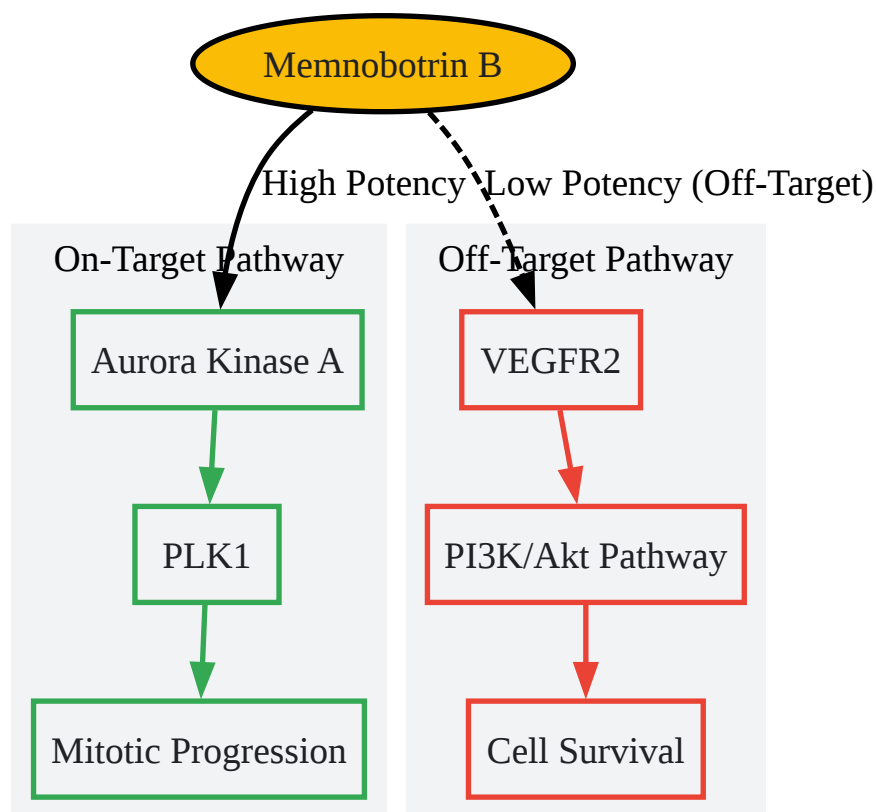 Memnobotrin B
High Potency
Low Potency (Off-Target)
On-Target Pathway
Off-Target Pathway
Aurora Kinase A
VEGFR2
PLK1
PI3K/Akt Pathway
Mitotic Progression
Cell Survival